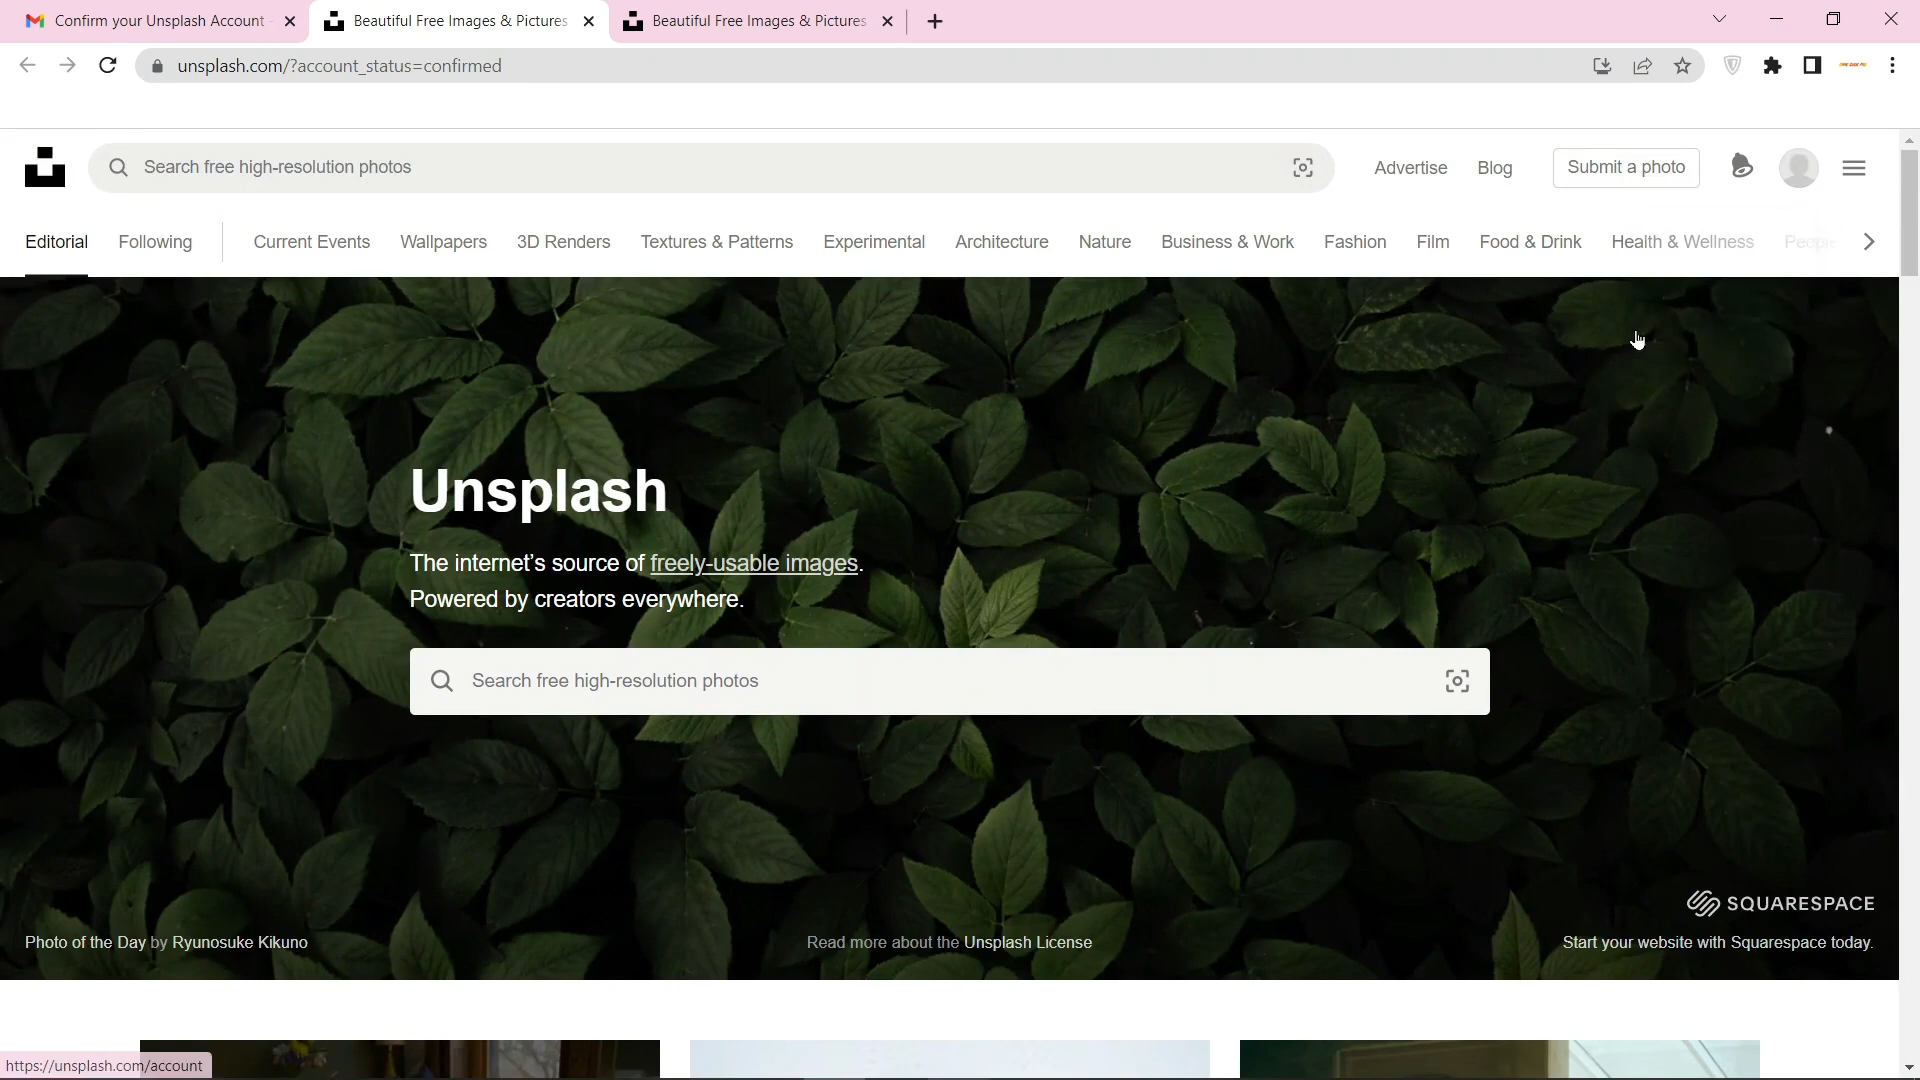 Confirm your Unsplash Account
Beautiful Free Images & Pictures
Beautiful Free Images & Pictures
unsplash.com/?account_status=confirmed
Search free high-resolution photos
Advertise
Blog
Submit a photo
Editorial
Following
Current Events
Wallpapers
3D Renders
Textures & Patterns
Experimental
Architecture
Nature
Business & Work
Fashion
Film
Food & Drink
Health & Wellness
People
Unsplash
The internet's source of freely-usable images.
Powered by creators everywhere.
Search free high-resolution photos
SQUARESPACE
Photo of the Day by Ryunosuke Kikuno
Read more about the Unsplash License
Start your website with Squarespace today.
https://unsplash.com/account